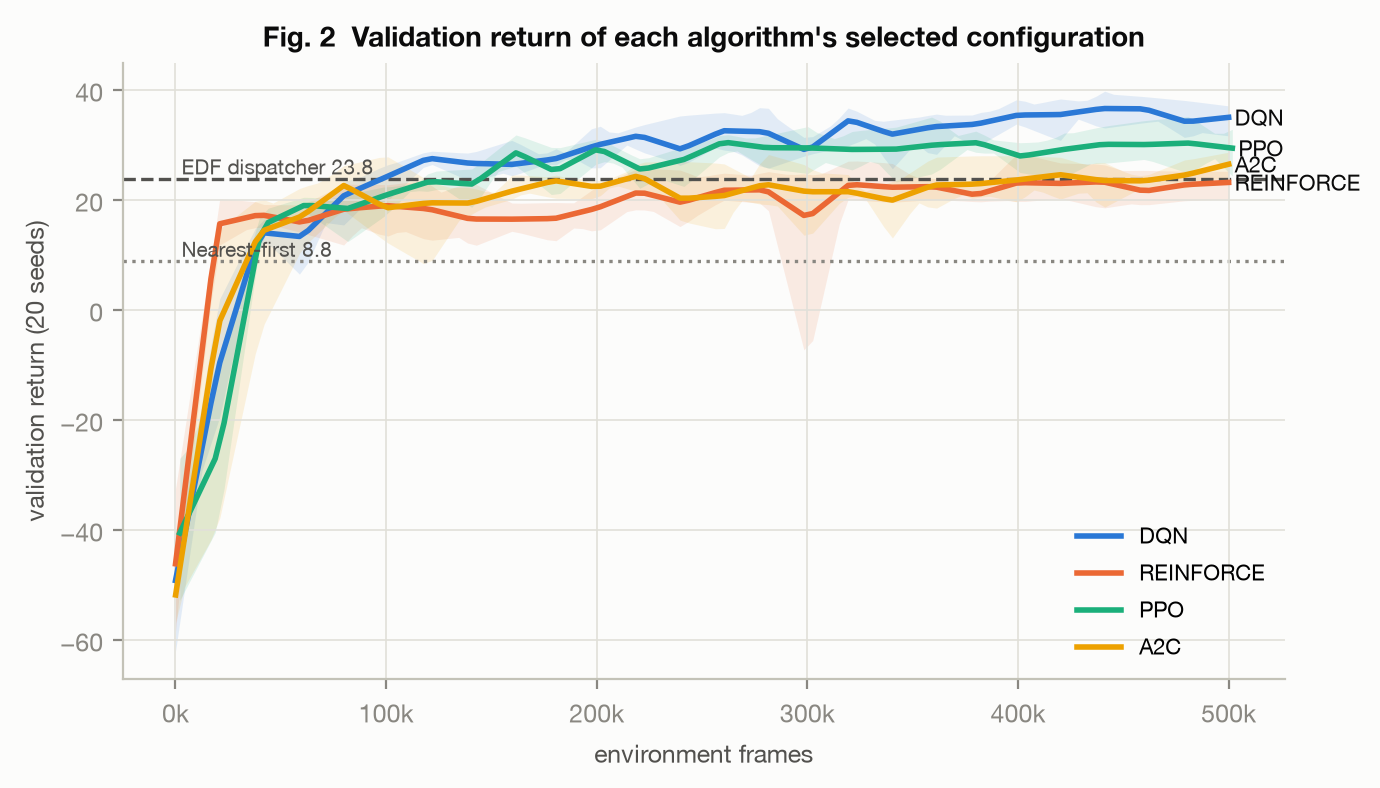 Fig. 2  Validation return of each algorithm's selected configuration
validation return (20 seeds)
40
20
0
−20
−40
−60
EDF dispatcher 23.8
Nearest-first 8.8
DQN
PPO
A2C
REINFORCE
DQN
REINFORCE
PPO
A2C
0k
100k
200k
300k
400k
500k
environment frames